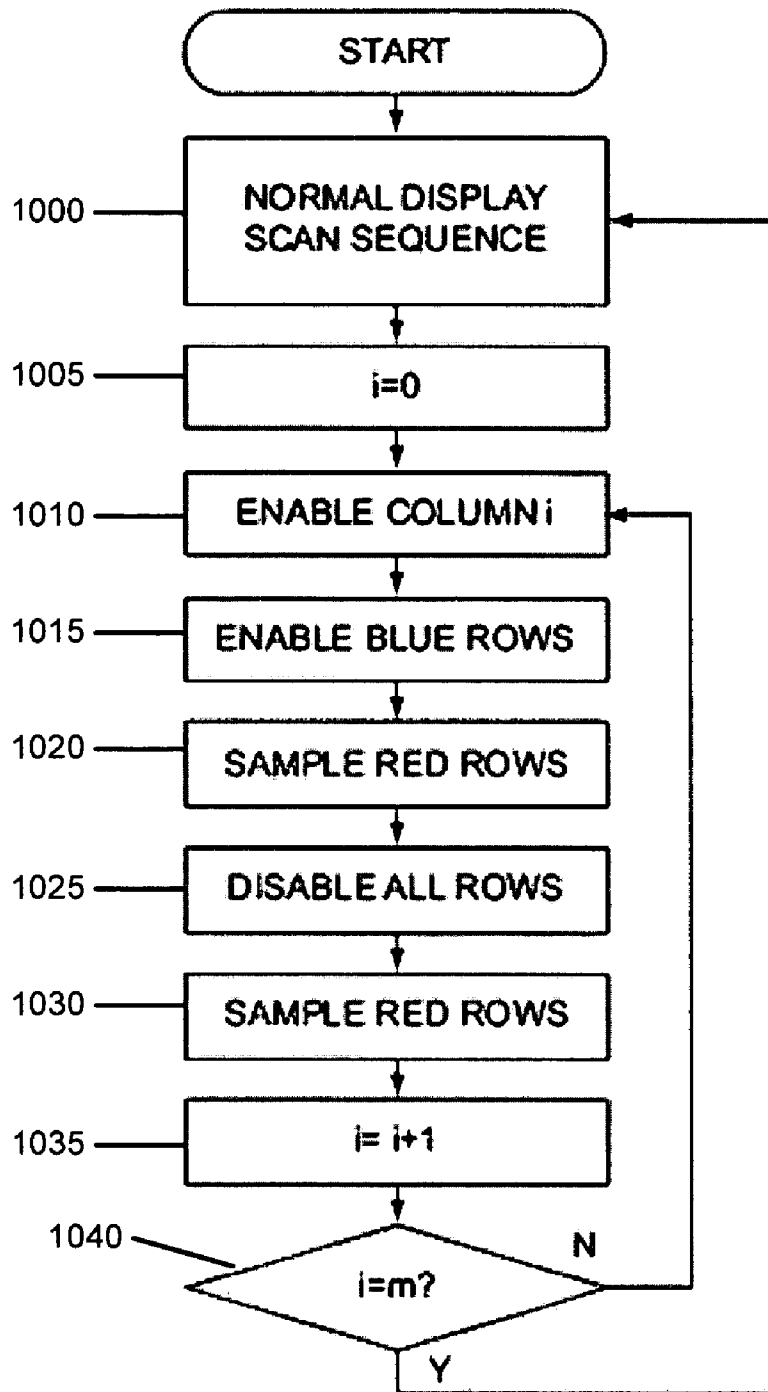 START
1000
NORMAL DISPLAY
SCAN SEQUENCE
1005
i=0
1010
ENABLE COLUMN i
1015
ENABLE BLUE ROWS
1020
SAMPLE RED ROWS
1025
DISABLE ALL ROWS
1030
SAMPLE RED ROWS
1035
i= i+1
1040
i=m?
N
Y